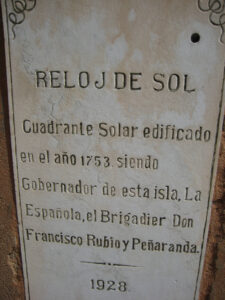 RELOJ DE SOL
Cuadrante Solar edificado
en el año 1753 siendo
Gobernador de esta isla, La
Española, el Brigadier Don
Francisco Rubio y Peñaranda.
1928